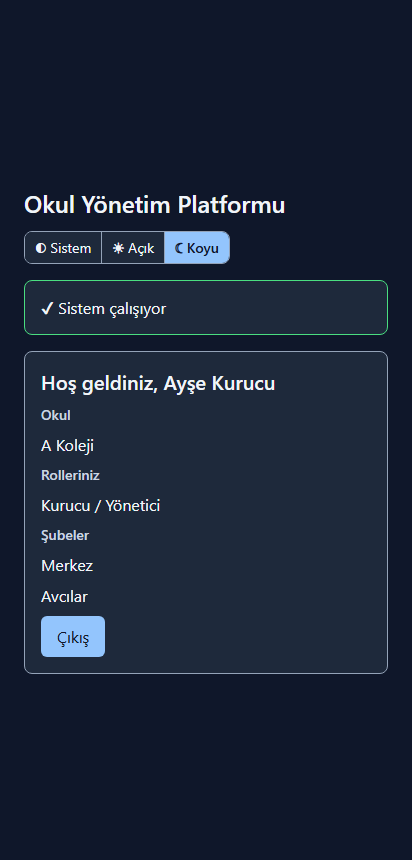 Okul Yönetim Platformu
◐ Sistem ☀ Açık ☾ Koyu
✓ Sistem çalışıyor
Hoş geldiniz, Ayşe Kurucu
Okul
A Koleji
Rolleriniz
Kurucu / Yönetici
Şubeler
Merkez
Avcılar
Çıkış